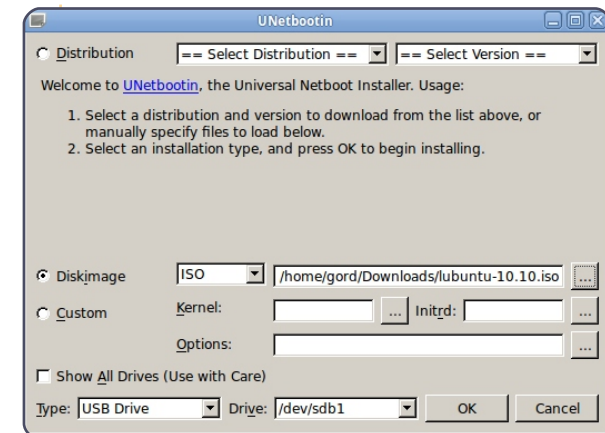 UNetbootin
Distribution == Select Distribution == == Select Version ==
Welcome to UNetbootin, the Universal Netboot Installer. Usage:
1. Select a distribution and version to download from the list above, or
manually specify files to load below.
2. Select an installation type, and press OK to begin installing.
Diskimage ISO /home/gord/Downloads/lubuntu-10.10.iso ...
Custom Kernel: ... Initrd: ...
Options: ...
Show All Drives (Use with Care)
Type: USB Drive Drive: /dev/sdb1 OK Cancel